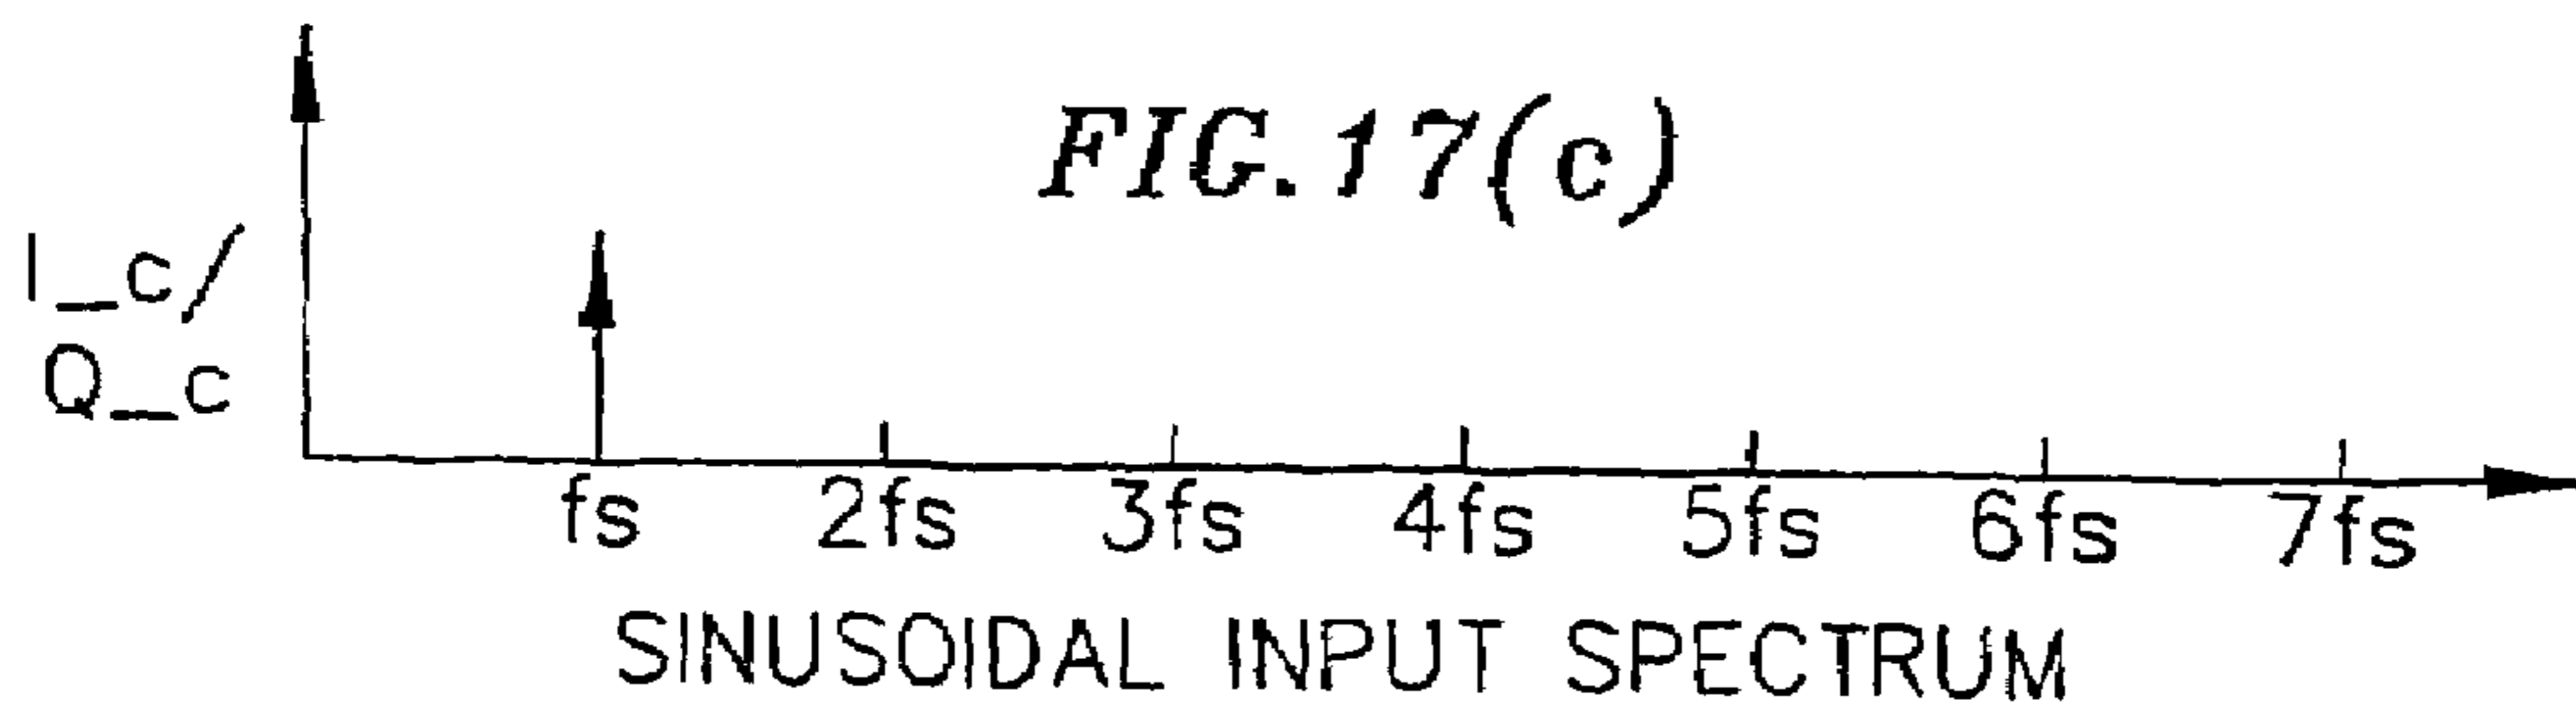 FIG. 17(c)
I_c/
Q_c
fs 2fs 3fs 4fs 5fs 6fs 7fs
SINUSOIDAL INPUT SPECTRUM